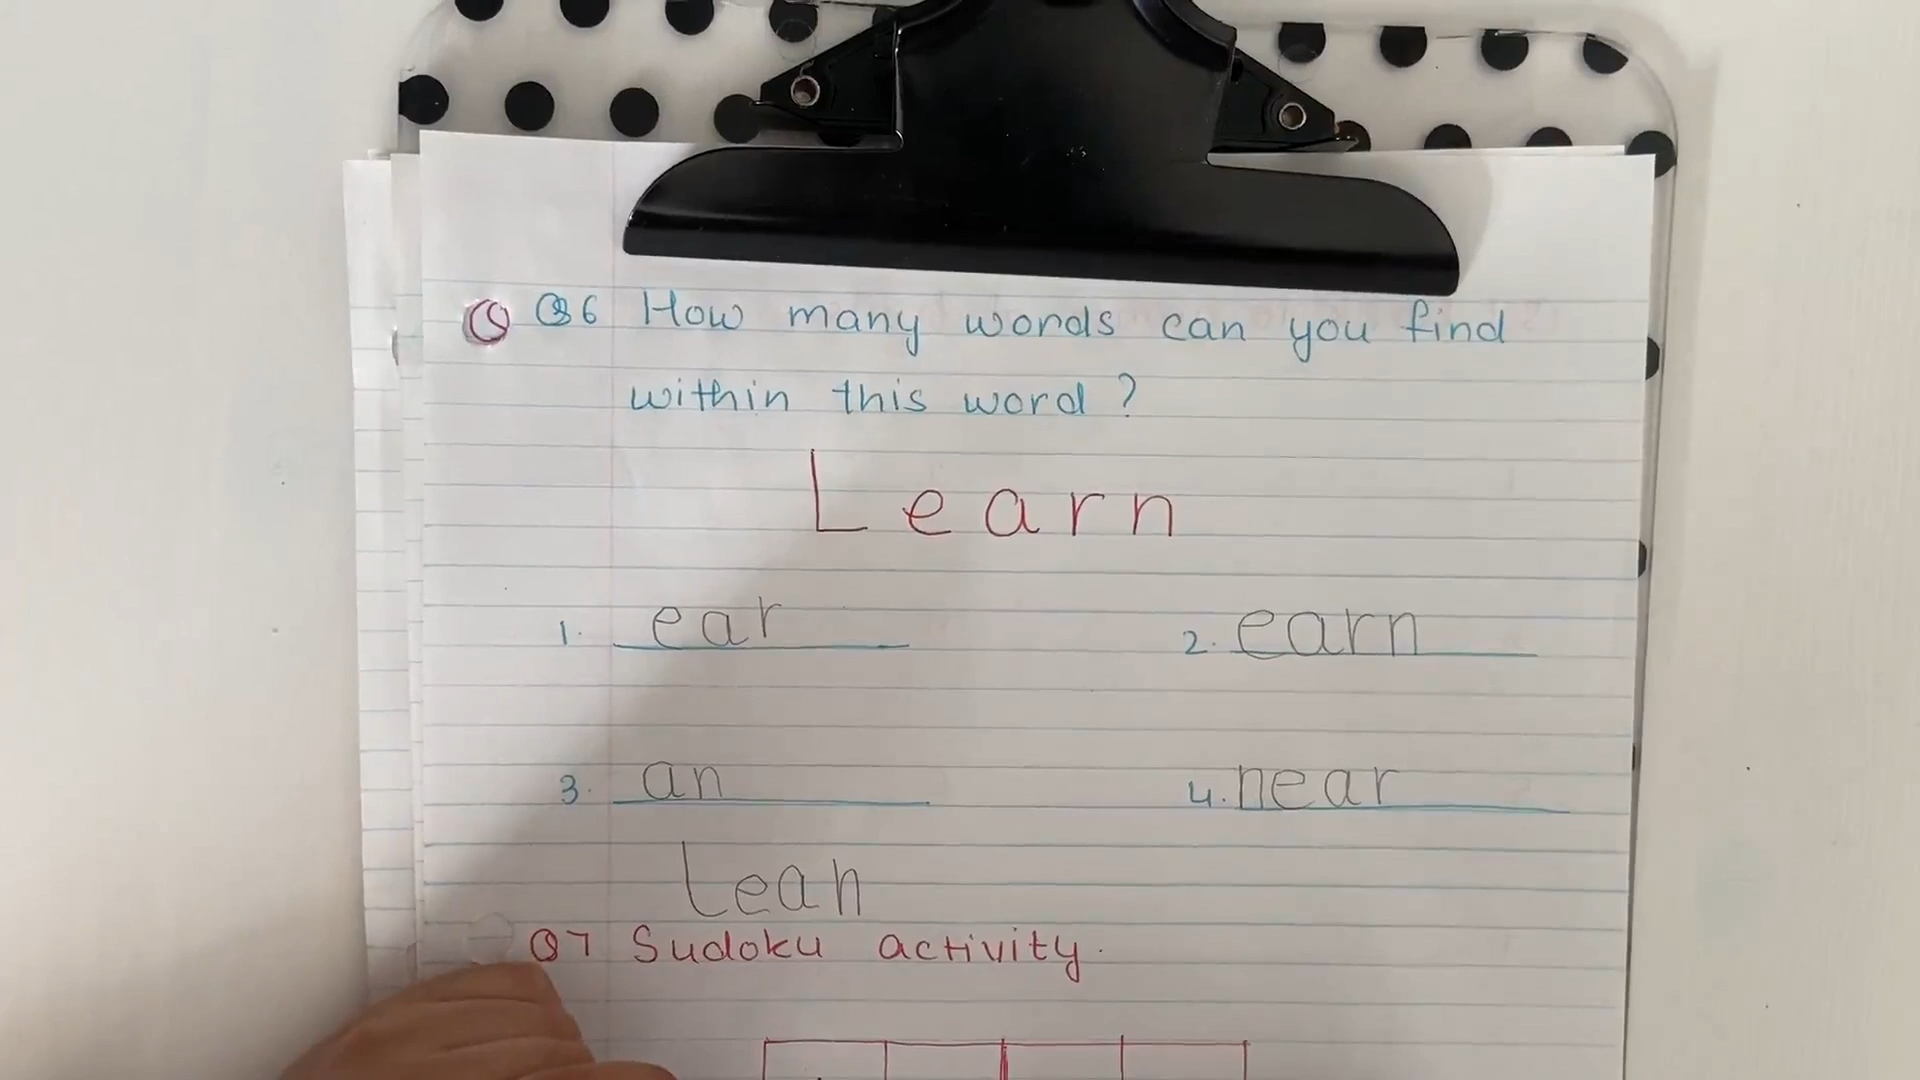 Q6 How many words can you find
within this word?
Learn
1. ear 2. earn
3. an 4. near
lean
Q7 Sudoku activity.